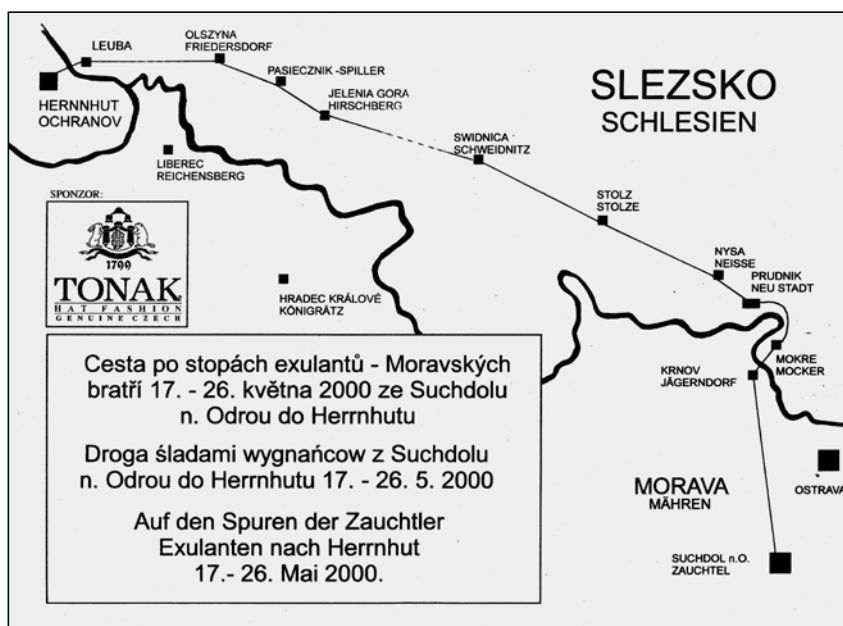 LEUBA
OLSZYNA
FRIEDERSDORF
PASIECZNIK -SPILLER
HERNNHUT
OCHRANOV
JELENIA GORA
HIRSCHBERG
SLEZSKO
SCHLESIEN
LIBEREC
REICHENSBERG
SWIDNICA
SCHWEIDNITZ
SPONZOR:
1799
TONAK
HAT FASHION
GENUINE CZECH
STOLZ
STOLZE
NYSA
NEISSE
PRUDNIK
NEU STADT
HRADEC KRÁLOVÉ
KÖNIGRÄTZ
MOKRE
MOCKER
KRNOV
JÄGERNDORF
Cesta po stopách exulantů - Moravských
bratří 17. - 26. května 2000 ze Suchdolu
n. Odrou do Herrnhutu
Droga śladami wygnańcow z Suchdolu
n. Odrou do Herrnhutu 17. - 26. 5. 2000
Auf den Spuren der Zauchtler
Exulanten nach Herrnhut
17.- 26. Mai 2000.
MORAVA
MÄHREN
OSTRAVA
SUCHDOL n.O.
ZAUCHTEL